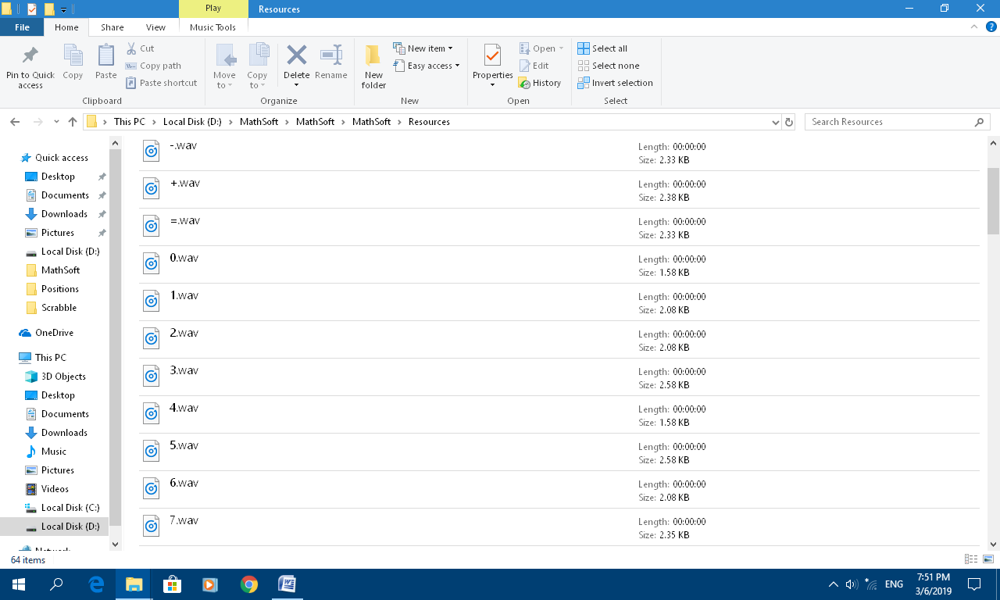 Play
Resources
File
Home
Share
View
Music Tools
Pin to Quick access
Copy
Paste
Cut
Copy path
Paste shortcut
Clipboard
Move to
Copy to
Delete
Rename
Organize
New folder
New item
Easy access
New
Properties
Open
Edit
History
Open
Select all
Select none
Invert selection
Select
This PC > Local Disk (D:) > MathSoft > MathSoft > MathSoft > Resources
Search Resources
Quick access
Desktop
Documents
Downloads
Pictures
Local Disk (D:)
MathSoft
Positions
Scrabble
OneDrive
This PC
3D Objects
Desktop
Documents
Downloads
Music
Pictures
Videos
Local Disk (C:)
Local Disk (D:)
Network
-.wav
Length: 00:00:00
Size: 2.33 KB
+.wav
Length: 00:00:00
Size: 2.38 KB
=.wav
Length: 00:00:00
Size: 2.33 KB
0.wav
Length: 00:00:00
Size: 1.58 KB
1.wav
Length: 00:00:00
Size: 2.08 KB
2.wav
Length: 00:00:00
Size: 2.08 KB
3.wav
Length: 00:00:00
Size: 2.58 KB
4.wav
Length: 00:00:00
Size: 1.58 KB
5.wav
Length: 00:00:00
Size: 2.58 KB
6.wav
Length: 00:00:00
Size: 2.08 KB
7.wav
Length: 00:00:00
Size: 2.35 KB
64 items
ENG
7:51 PM
3/6/2019